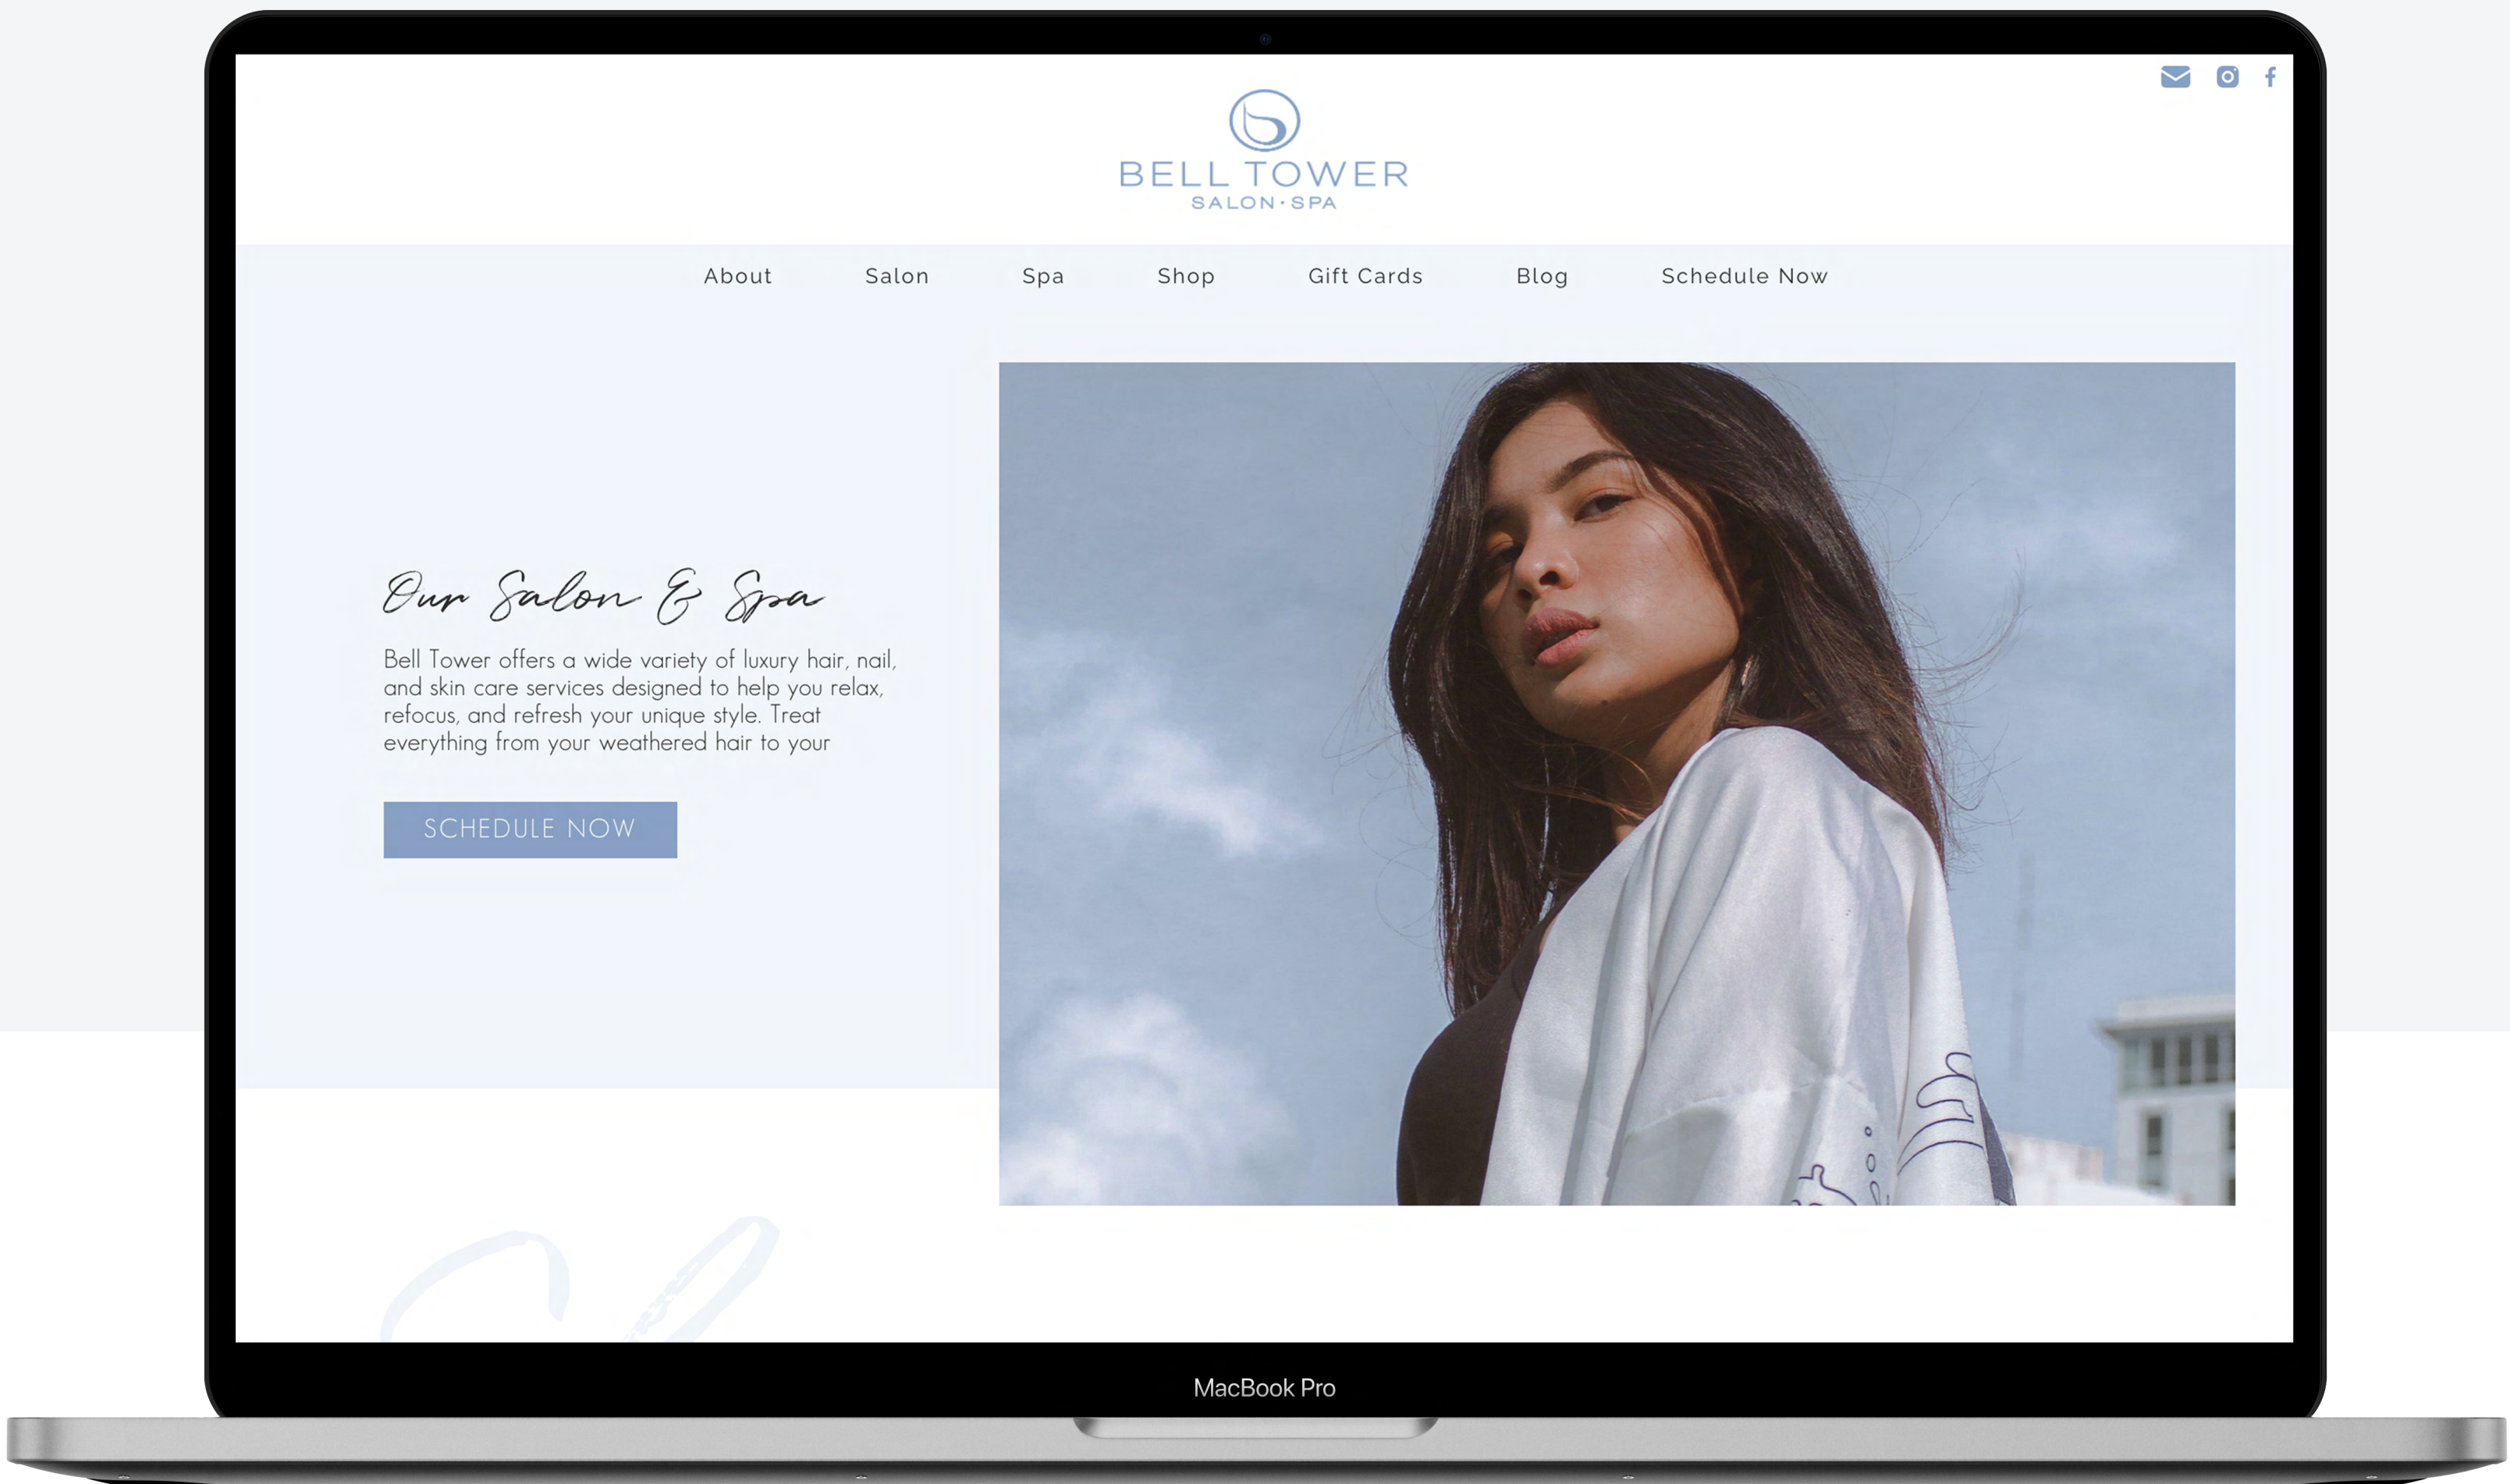 BELL TOWER
SALON·SPA
About Salon Spa Shop Gift Cards Blog Schedule Now
Our Salon & Spa
Bell Tower offers a wide variety of luxury hair, nail,
and skin care services designed to help you relax,
refocus, and refresh your unique style. Treat
everything from your weathered hair to your
SCHEDULE NOW
MacBook Pro